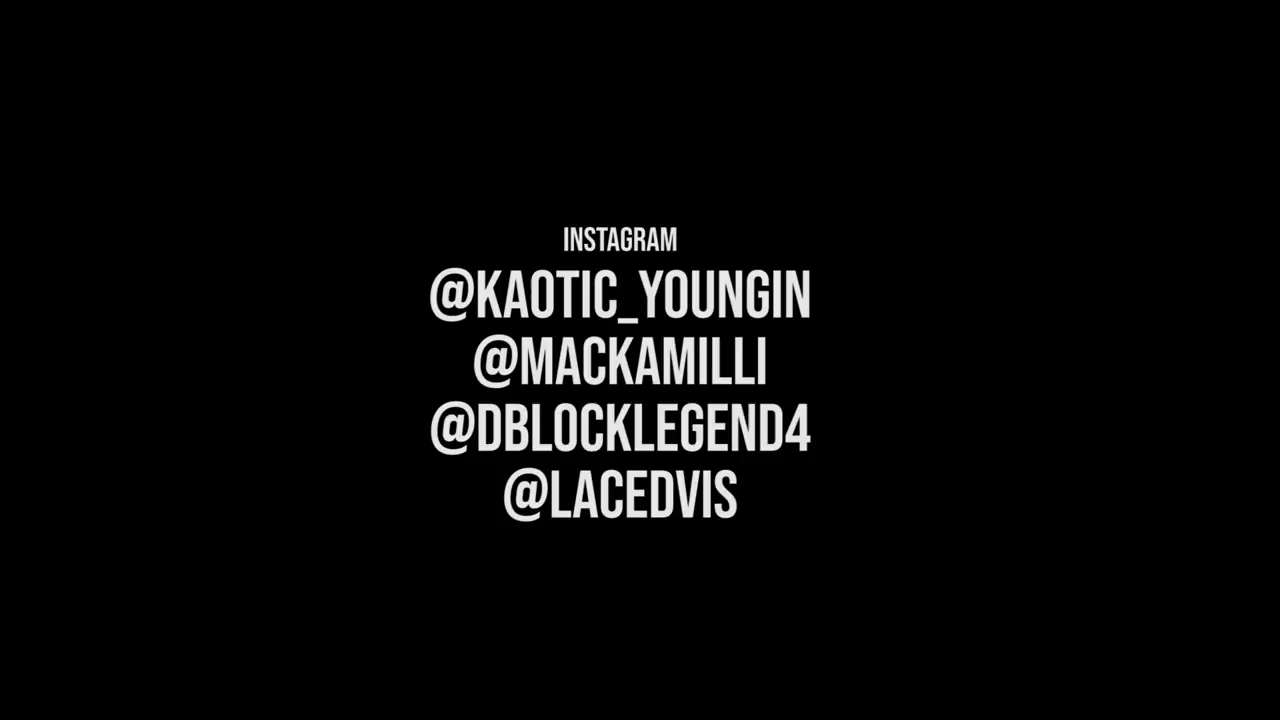 INSTAGRAM
@KAOTIC_YOUNGIN
@MACKAMILLI
@DBLOCKLEGEND4
@LACEDVIS